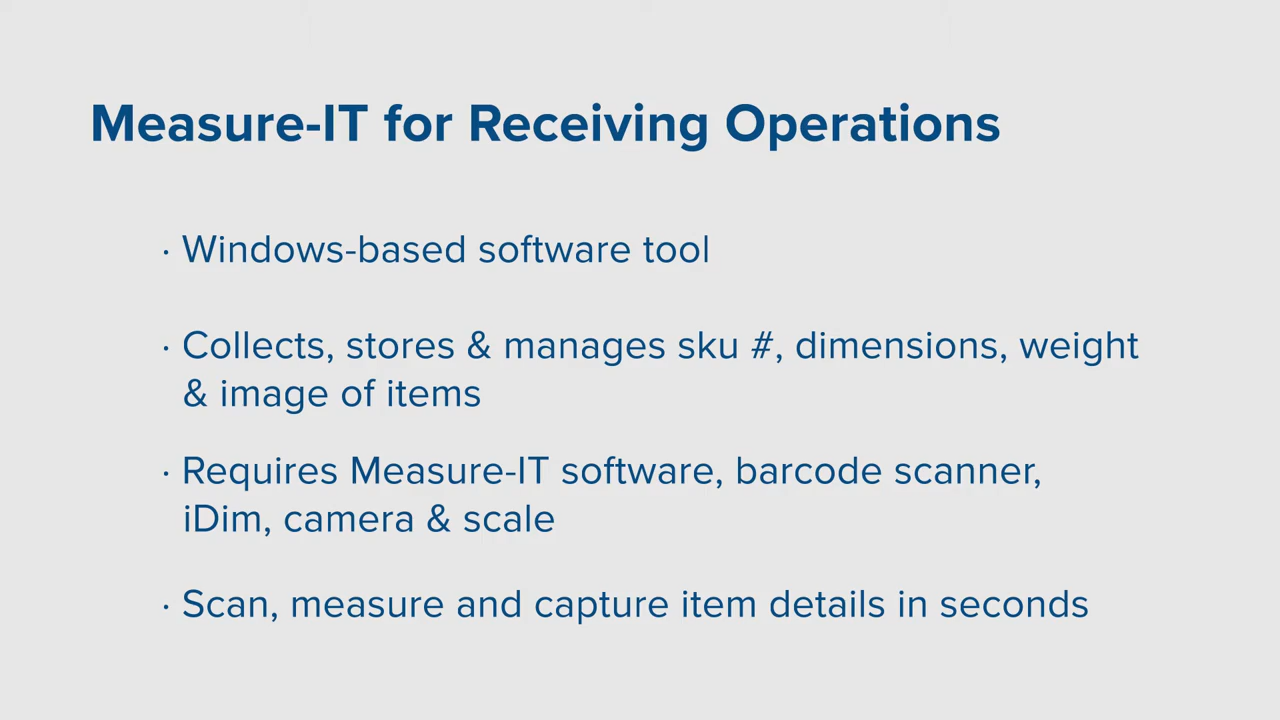 Measure-IT for Receiving Operations
· Windows-based software tool
· Collects, stores & manages sku #, dimensions, weight
& image of items
· Requires Measure-IT software, barcode scanner,
iDim, camera & scale
· Scan, measure and capture item details in seconds